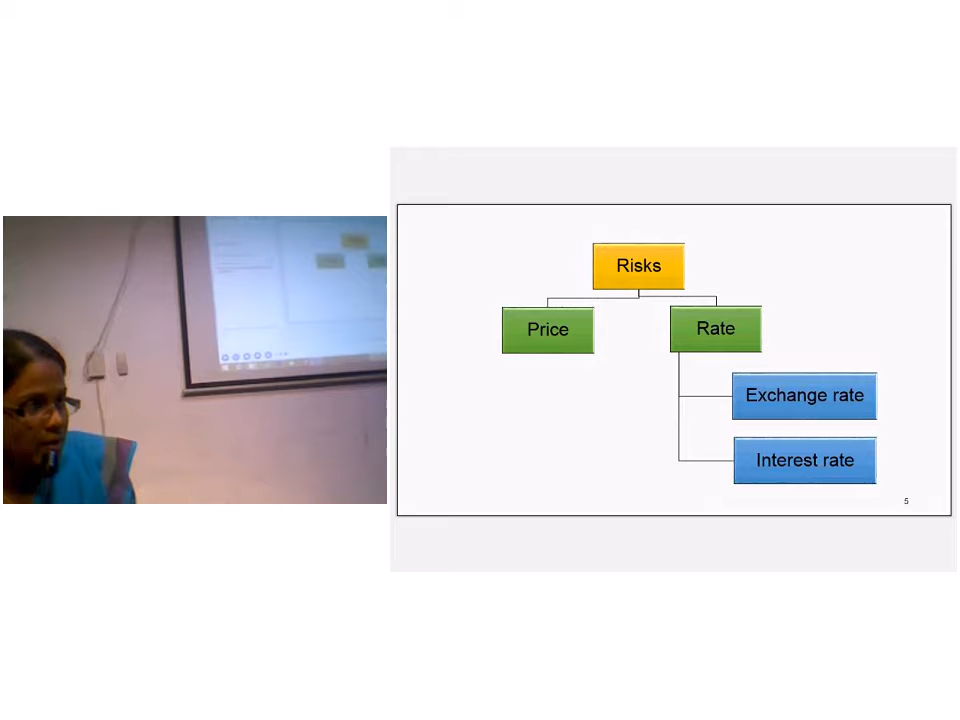 Risks
Price
Rate
Exchange rate
Interest rate
5